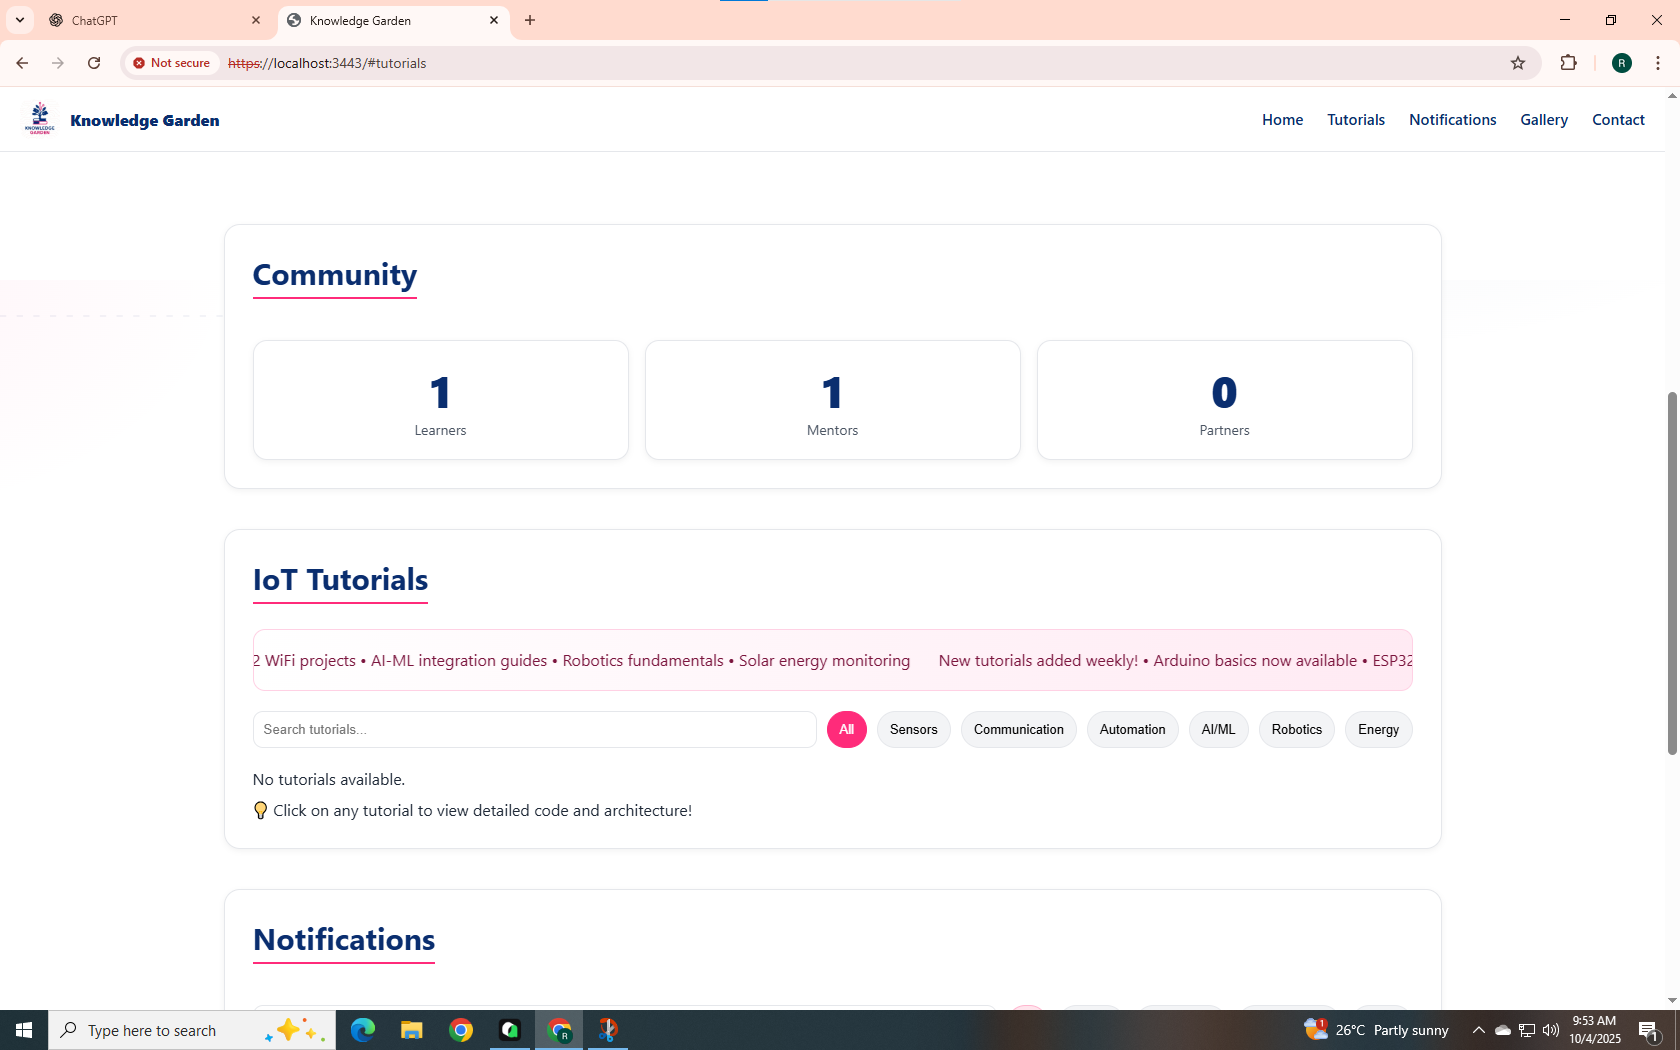 ChatGPT
Knowledge Garden
Not secure
https://localhost:3443/#tutorials
R
KNOWLEDGE
GARDEN
Knowledge Garden
Home
Tutorials
Notifications
Gallery
Contact
Community
1
Learners
1
Mentors
0
Partners
IoT Tutorials
2 WiFi projects • AI-ML integration guides • Robotics fundamentals • Solar energy monitoring New tutorials added weekly! • Arduino basics now available • ESP32
Search tutorials...
All
Sensors
Communication
Automation
AI/ML
Robotics
Energy
No tutorials available.
💡 Click on any tutorial to view detailed code and architecture!
Notifications
Type here to search
R
1
26°C Partly sunny
9:53 AM
10/4/2025
1